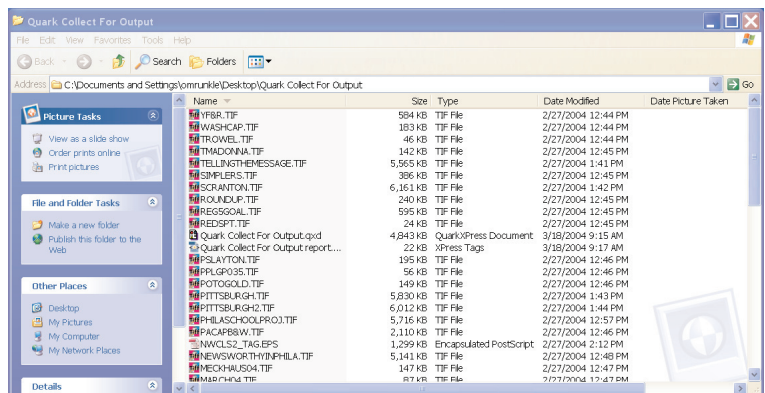 Quark Collect For Output
File Edit View Favorites Tools Help
Back Search Folders
Address C:\Documents and Settings\omrunkle\Desktop\Quark Collect For Output Go
Picture Tasks
View as a slide show
Order prints online
Print pictures
File and Folder Tasks
Make a new folder
Publish this folder to the
Web
Other Places
Desktop
My Pictures
My Computer
My Network Places
Details
Name Size Type Date Modified Date Picture Taken
YF&R.TIF 584 KB TIF File 2/27/2004 12:44 PM
WASHCAP.TIF 183 KB TIF File 2/27/2004 12:44 PM
TROWEL.TIF 46 KB TIF File 2/27/2004 12:44 PM
TMADONNA.TIF 142 KB TIF File 2/27/2004 12:45 PM
TELLINGTHEMESSAGE.TIF 5,565 KB TIF File 2/27/2004 1:41 PM
SIMPLERS.TIF 386 KB TIF File 2/27/2004 12:45 PM
SCRANTON.TIF 6,161 KB TIF File 2/27/2004 1:42 PM
ROUNDUP.TIF 240 KB TIF File 2/27/2004 12:45 PM
REG5GOAL.TIF 595 KB TIF File 2/27/2004 12:45 PM
REDSPT.TIF 24 KB TIF File 2/27/2004 12:45 PM
Quark Collect For Output.qxd 4,843 KB QuarkXPress Document 3/18/2004 9:15 AM
Quark Collect For Output report.... 22 KB XPress Tags 3/18/2004 9:17 AM
PSLAYTON.TIF 195 KB TIF File 2/27/2004 12:46 PM
PPLGP035.TIF 56 KB TIF File 2/27/2004 12:46 PM
POTOGOLD.TIF 149 KB TIF File 2/27/2004 12:46 PM
PITTSBURGH.TIF 5,830 KB TIF File 2/27/2004 1:43 PM
PITTSBURGH2.TIF 6,012 KB TIF File 2/27/2004 1:44 PM
PHILASCHOOLPROJ.TIF 5,716 KB TIF File 2/27/2004 12:57 PM
PACAPB&W.TIF 2,110 KB TIF File 2/27/2004 12:46 PM
NWCLS2_TAG.EPS 1,299 KB Encapsulated PostScript 2/27/2004 2:12 PM
NEWSWORTHYINPHILA.TIF 5,141 KB TIF File 2/27/2004 12:48 PM
MECKHAUS04.TIF 147 KB TIF File 2/27/2004 12:47 PM
MARCH04.TIF 87 KB TIF File 2/27/2004 12:47 PM